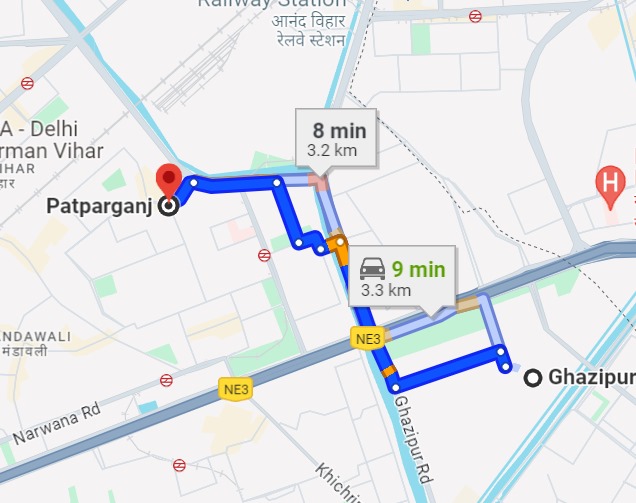 Railway Station
आनंद विहार
रेलवे स्टेशन
A - Delhi
rman Vihar
IHAR
हार
8 min
3.2 km
Patparganj
H
9 min
3.3 km
NE3
Ghazipur
NDAWALI
मंडावली
NE3
Narwana Rd
Ghazipur Rd
Khichri